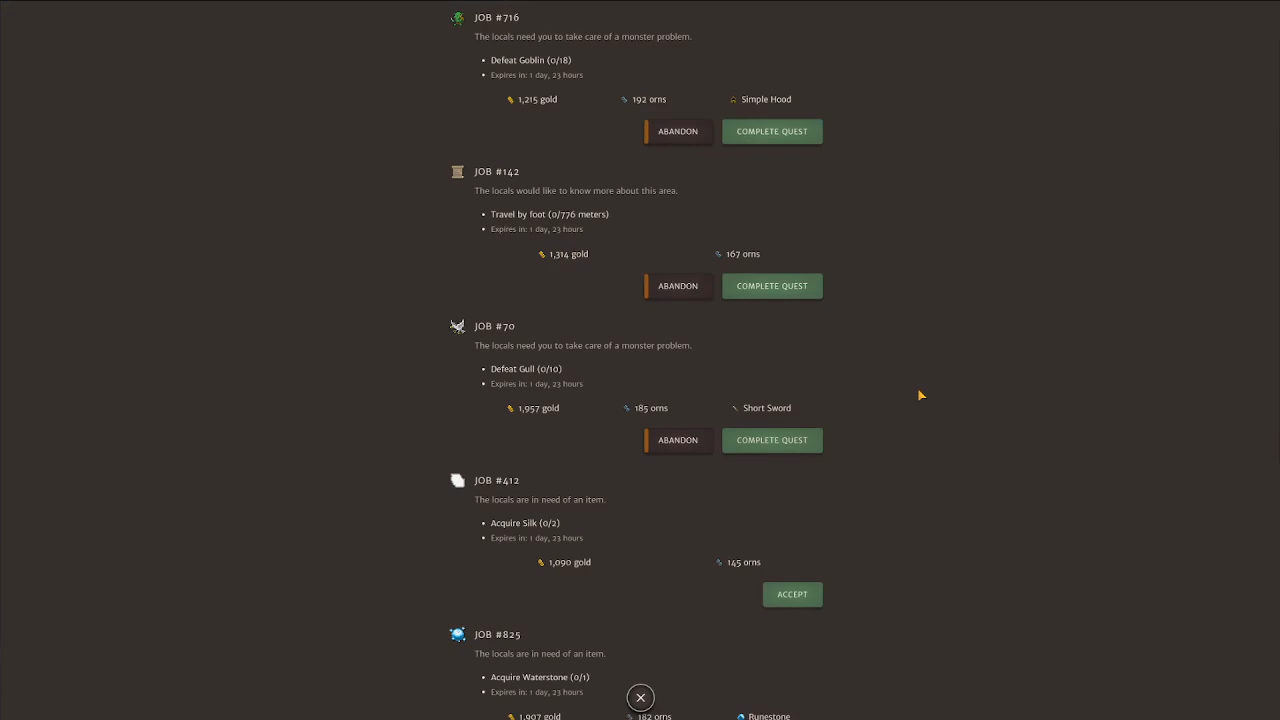 JOB #716
The locals need you to take care of a monster problem.
• Defeat Goblin (0/18)
• Expires in: 1 day, 23 hours
1,215 gold 192 orns Simple Hood
ABANDON COMPLETE QUEST
JOB #142
The locals would like to know more about this area.
• Travel by foot (0/776 meters)
• Expires in: 1 day, 23 hours
1,314 gold 167 orns
ABANDON COMPLETE QUEST
JOB #70
The locals need you to take care of a monster problem.
• Defeat Gull (0/10)
• Expires in: 1 day, 23 hours
1,957 gold 185 orns Short Sword
ABANDON COMPLETE QUEST
JOB #412
The locals are in need of an item.
• Acquire Silk (0/2)
• Expires in: 1 day, 23 hours
1,090 gold 145 orns
ACCEPT
JOB #825
The locals are in need of an item.
• Acquire Waterstone (0/1)
• Expires in: 1 day, 23 hours
1,907 gold 182 orns Runestone